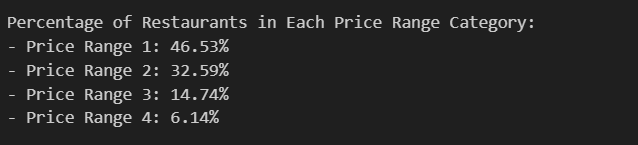 Percentage of Restaurants in Each Price Range Category:
- Price Range 1: 46.53%
- Price Range 2: 32.59%
- Price Range 3: 14.74%
- Price Range 4: 6.14%